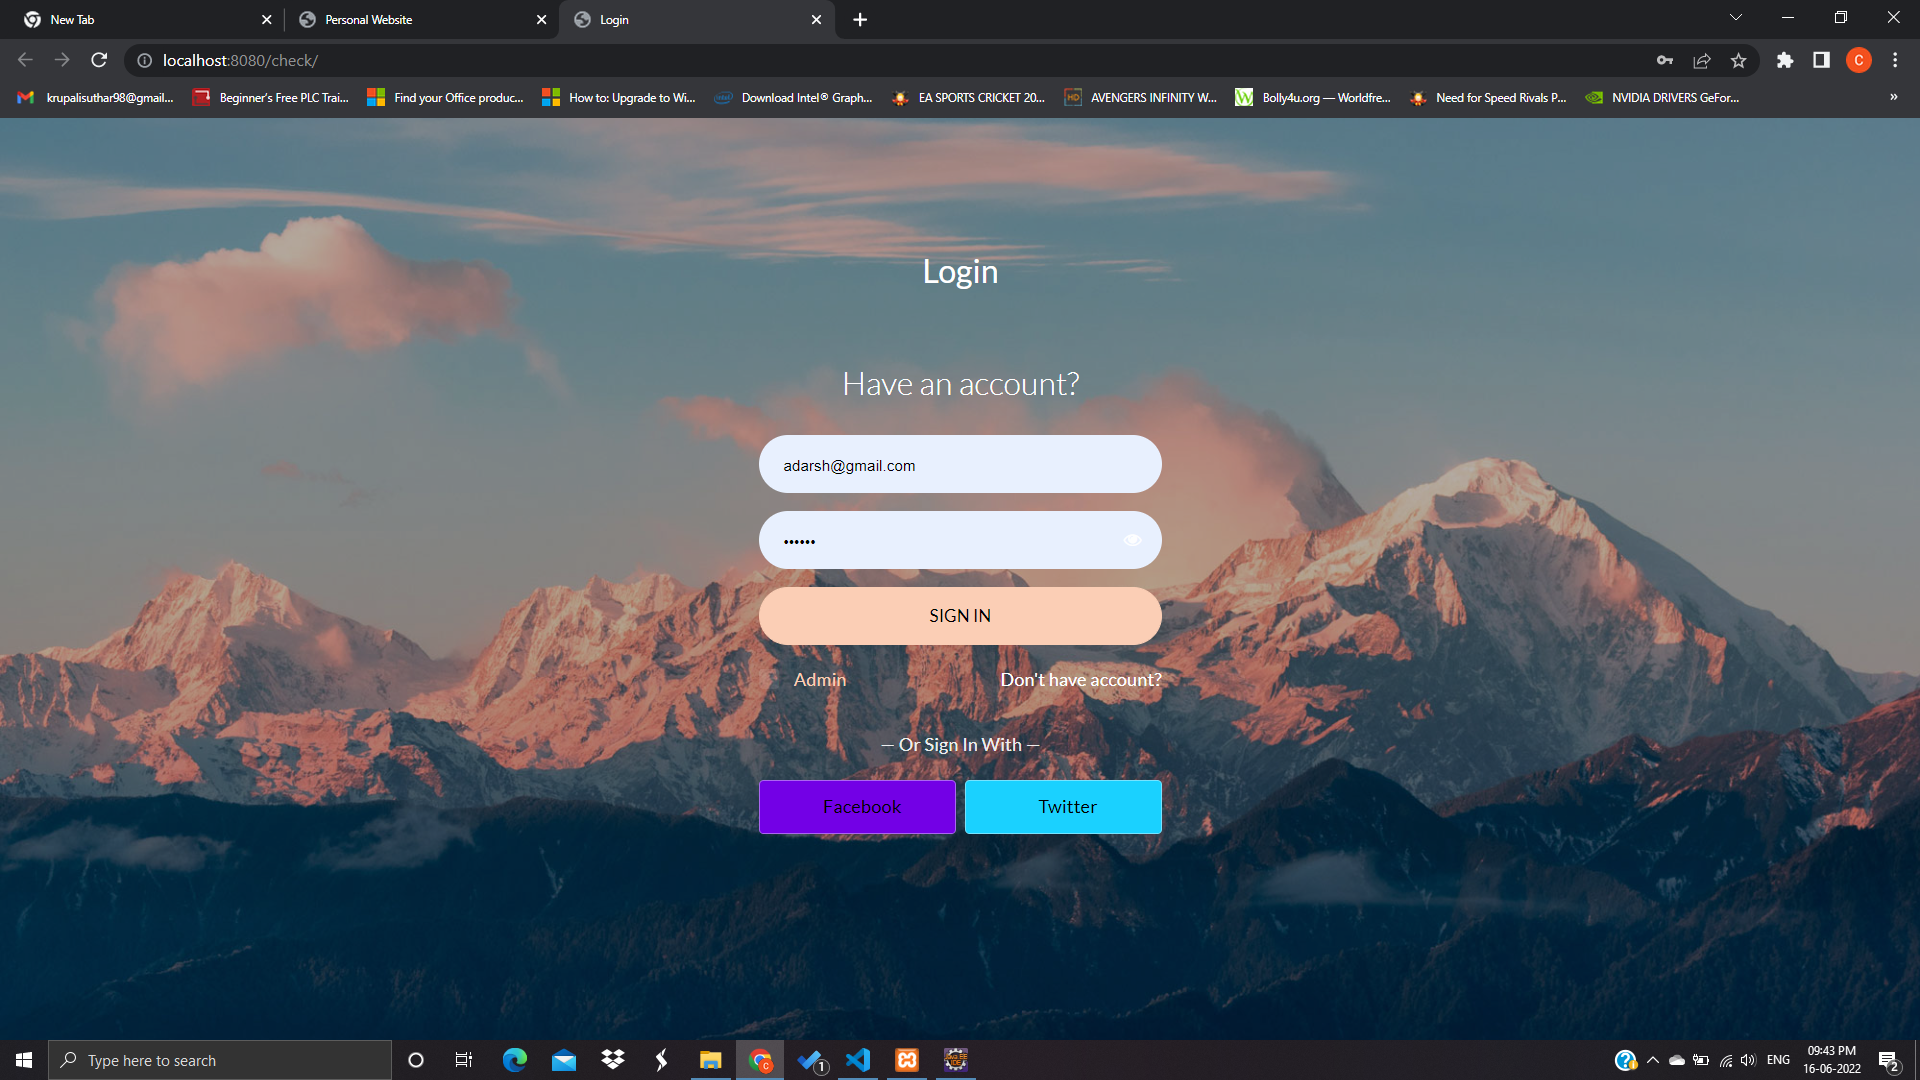 New Tab
Personal Website
Login
localhost:8080/check/
C
krupalisuthar98@gmail...
Beginner's Free PLC Trai...
Find your Office produc...
How to: Upgrade to Wi...
Download Intel® Graph...
EA SPORTS CRICKET 20...
AVENGERS INFINITY W...
Bolly4u.org — Worldfre...
Need for Speed Rivals P...
NVIDIA DRIVERS GeFor...
»
Login
Have an account?
adarsh@gmail.com
••••••
SIGN IN
Admin
Don't have account?
— Or Sign In With —
Facebook
Twitter
Type here to search
1
ENG
09:43 PM
16-06-2022
2